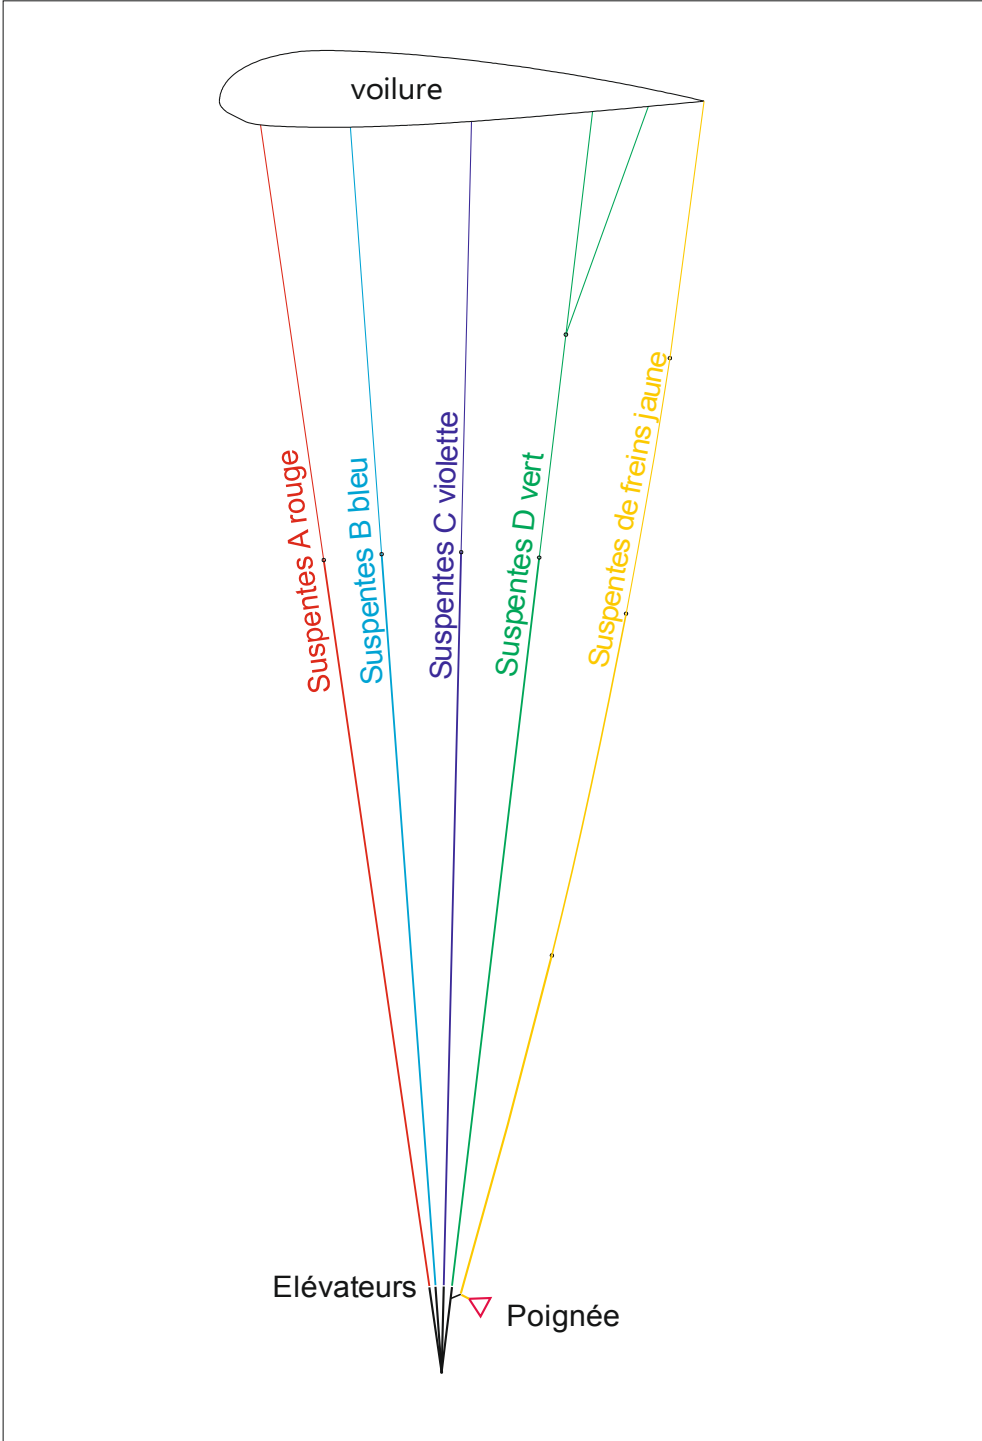 voilure
Suspentes A rouge
Suspentes B bleu
Suspentes C violette
Suspentes D vert
Suspentes de freins jaune
Elévateurs
Poignée